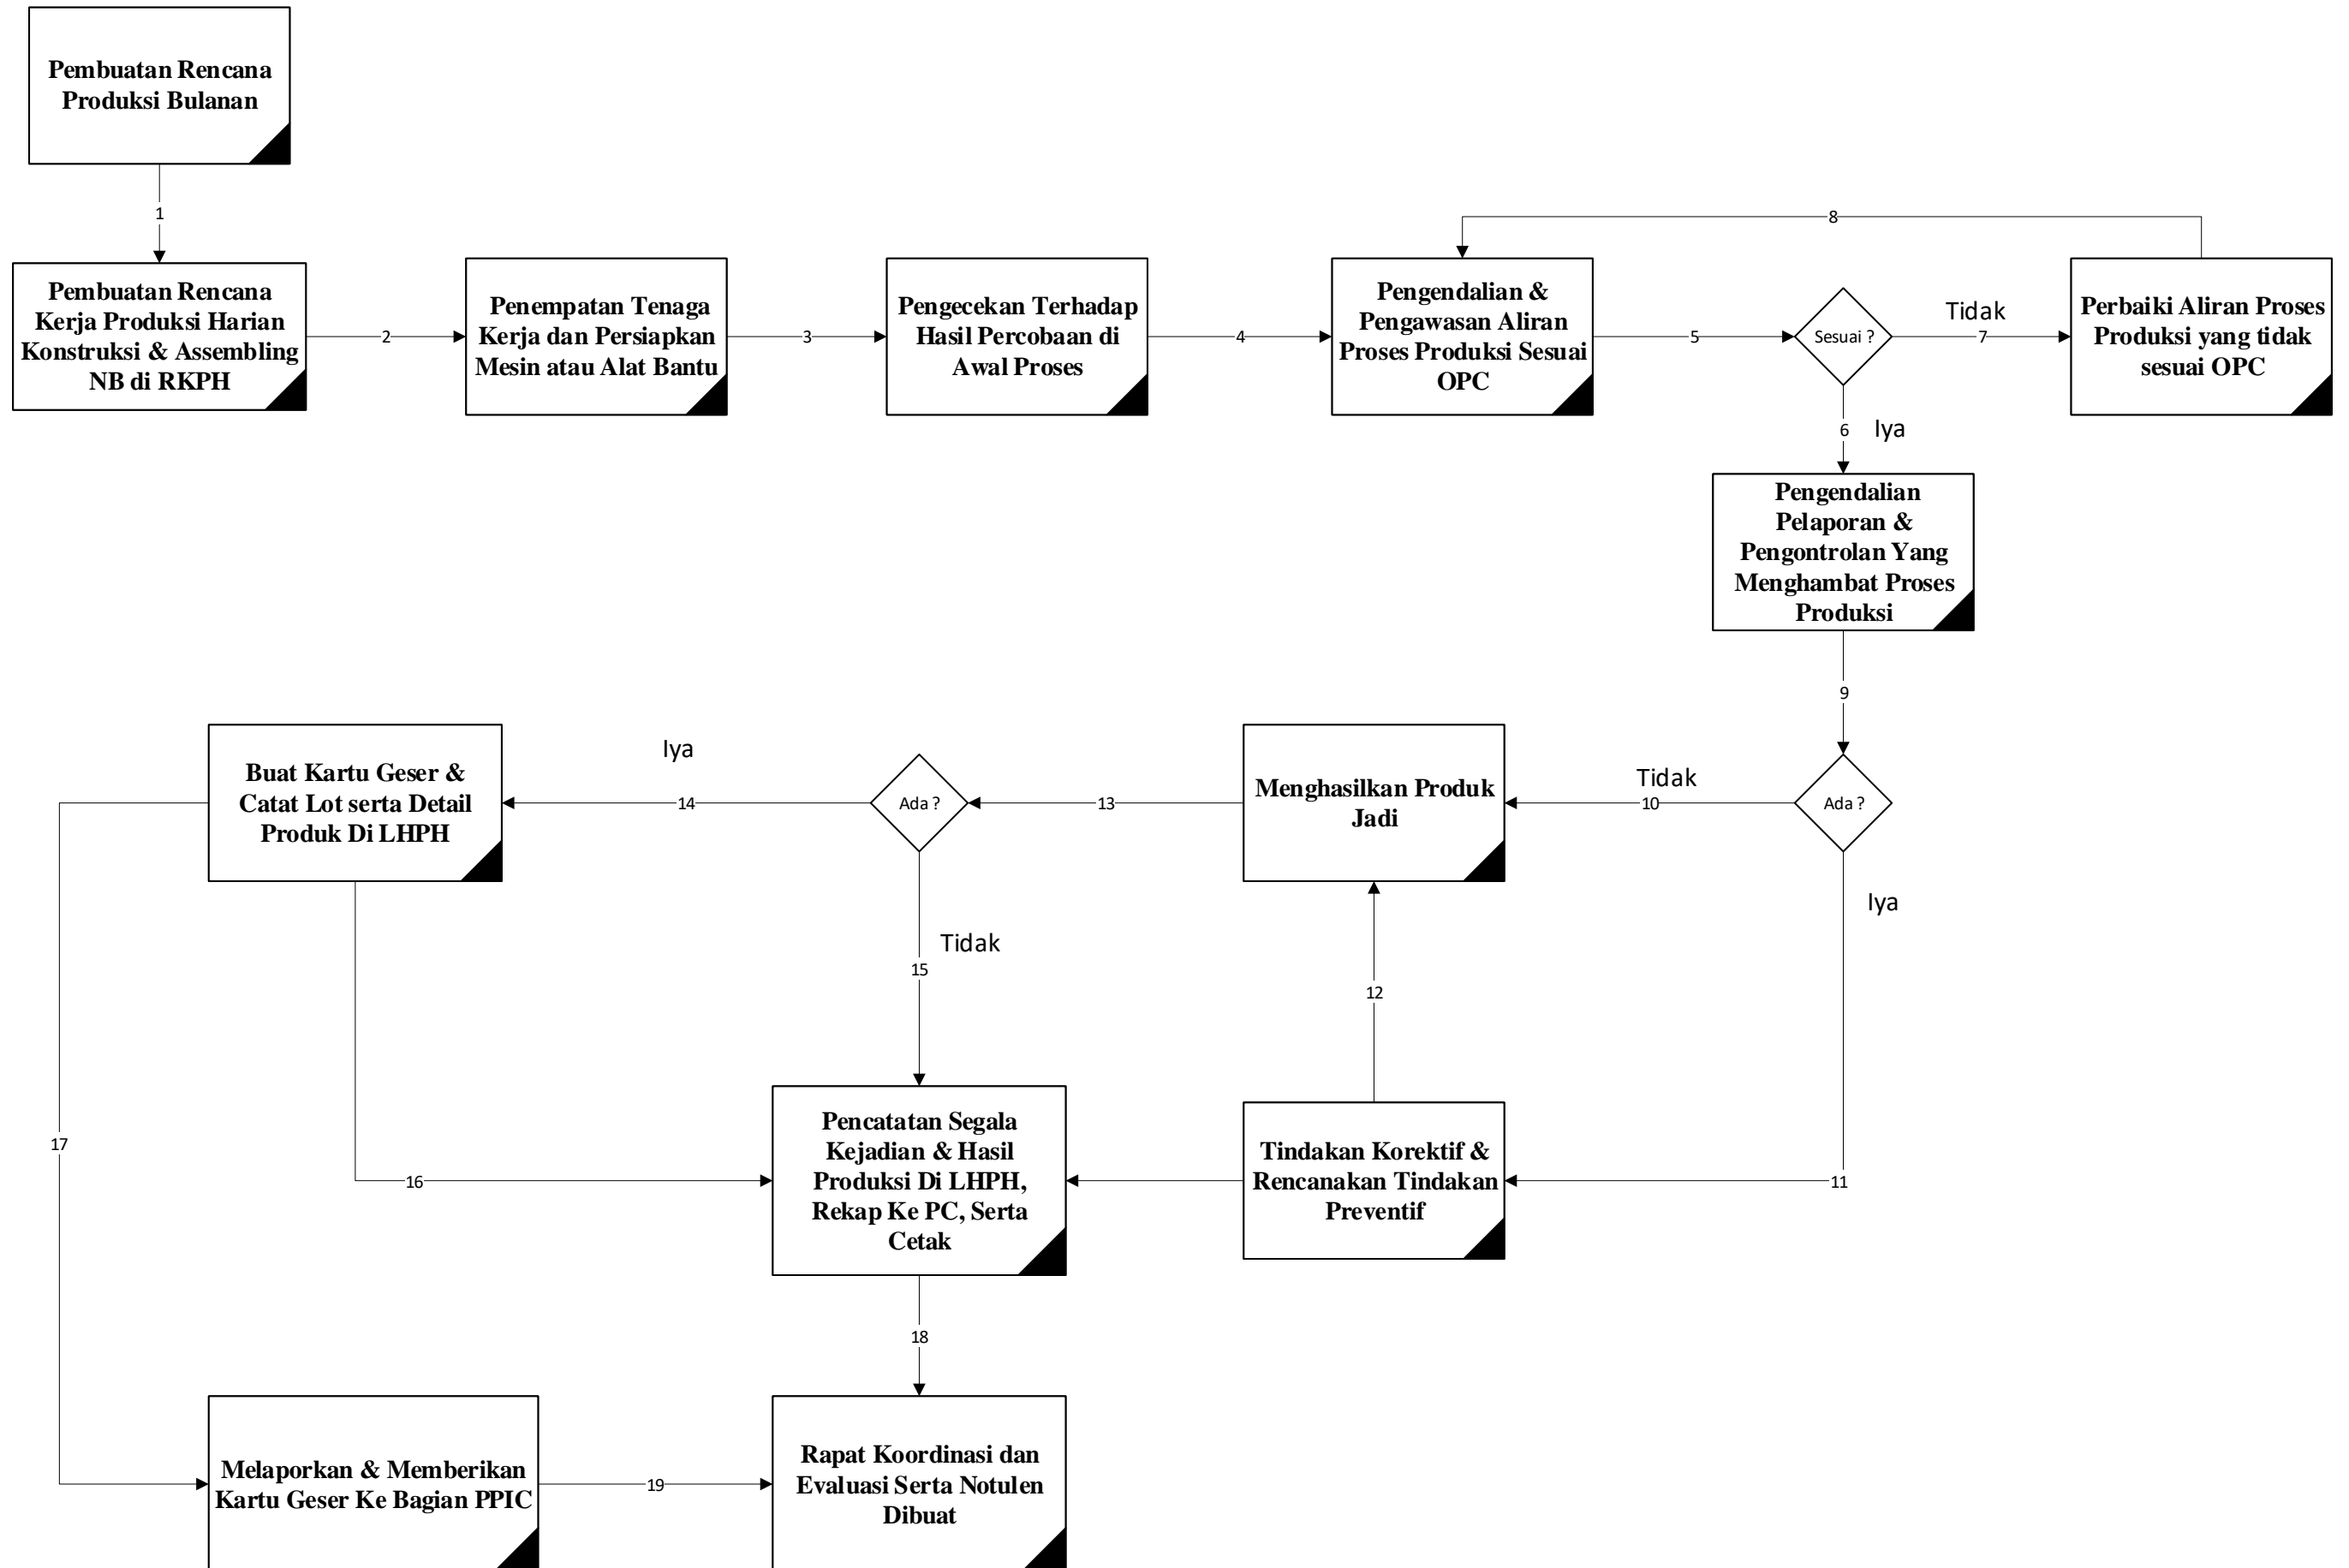 Pembuatan Rencana
Produksi Bulanan
1
8
Pembuatan Rencana
Kerja Produksi Harian
Konstruksi & Assembling
NB di RKPH
2
Penempatan Tenaga
Kerja dan Persiapkan
Mesin atau Alat Bantu
3
Pengecekan Terhadap
Hasil Percobaan di
Awal Proses
4
Pengendalian &
Pengawasan Aliran
Proses Produksi Sesuai
OPC
5
Sesuai ?
Tidak
7
Perbaiki Aliran Proses
Produksi yang tidak
sesuai OPC
6
Iya
Pengendalian
Pelaporan &
Pengontrolan Yang
Menghambat Proses
Produksi
9
Buat Kartu Geser &
Catat Lot serta Detail
Produk Di LHPH
Iya
14
Ada ?
13
Menghasilkan Produk
Jadi
Tidak
10
Ada ?
Iya
Tidak
15
12
17
16
Pencatatan Segala
Kejadian & Hasil
Produksi Di LHPH,
Rekap Ke PC, Serta
Cetak
Tindakan Korektif &
Rencanakan Tindakan
Preventif
11
18
Melaporkan & Memberikan
Kartu Geser Ke Bagian PPIC
19
Rapat Koordinasi dan
Evaluasi Serta Notulen
Dibuat